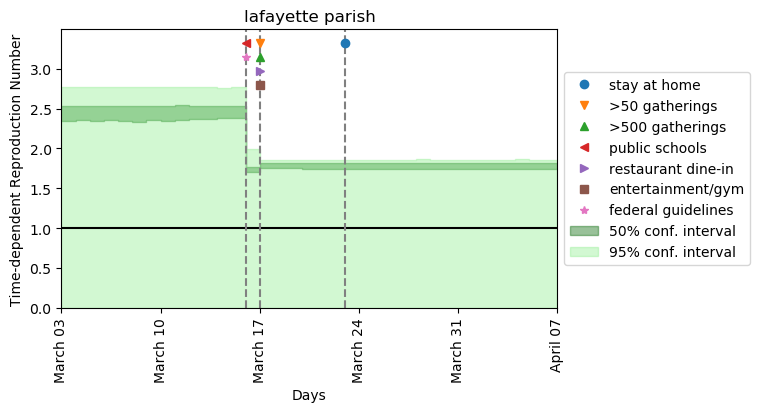 lafayette parish
Time-dependent Reproduction Number
3.0
2.5
2.0
1.5
1.0
0.5
0.0
March 03
March 10
March 17
March 24
March 31
April 07
Days
stay at home
>50 gatherings
>500 gatherings
public schools
restaurant dine-in
entertainment/gym
federal guidelines
50% conf. interval
95% conf. interval